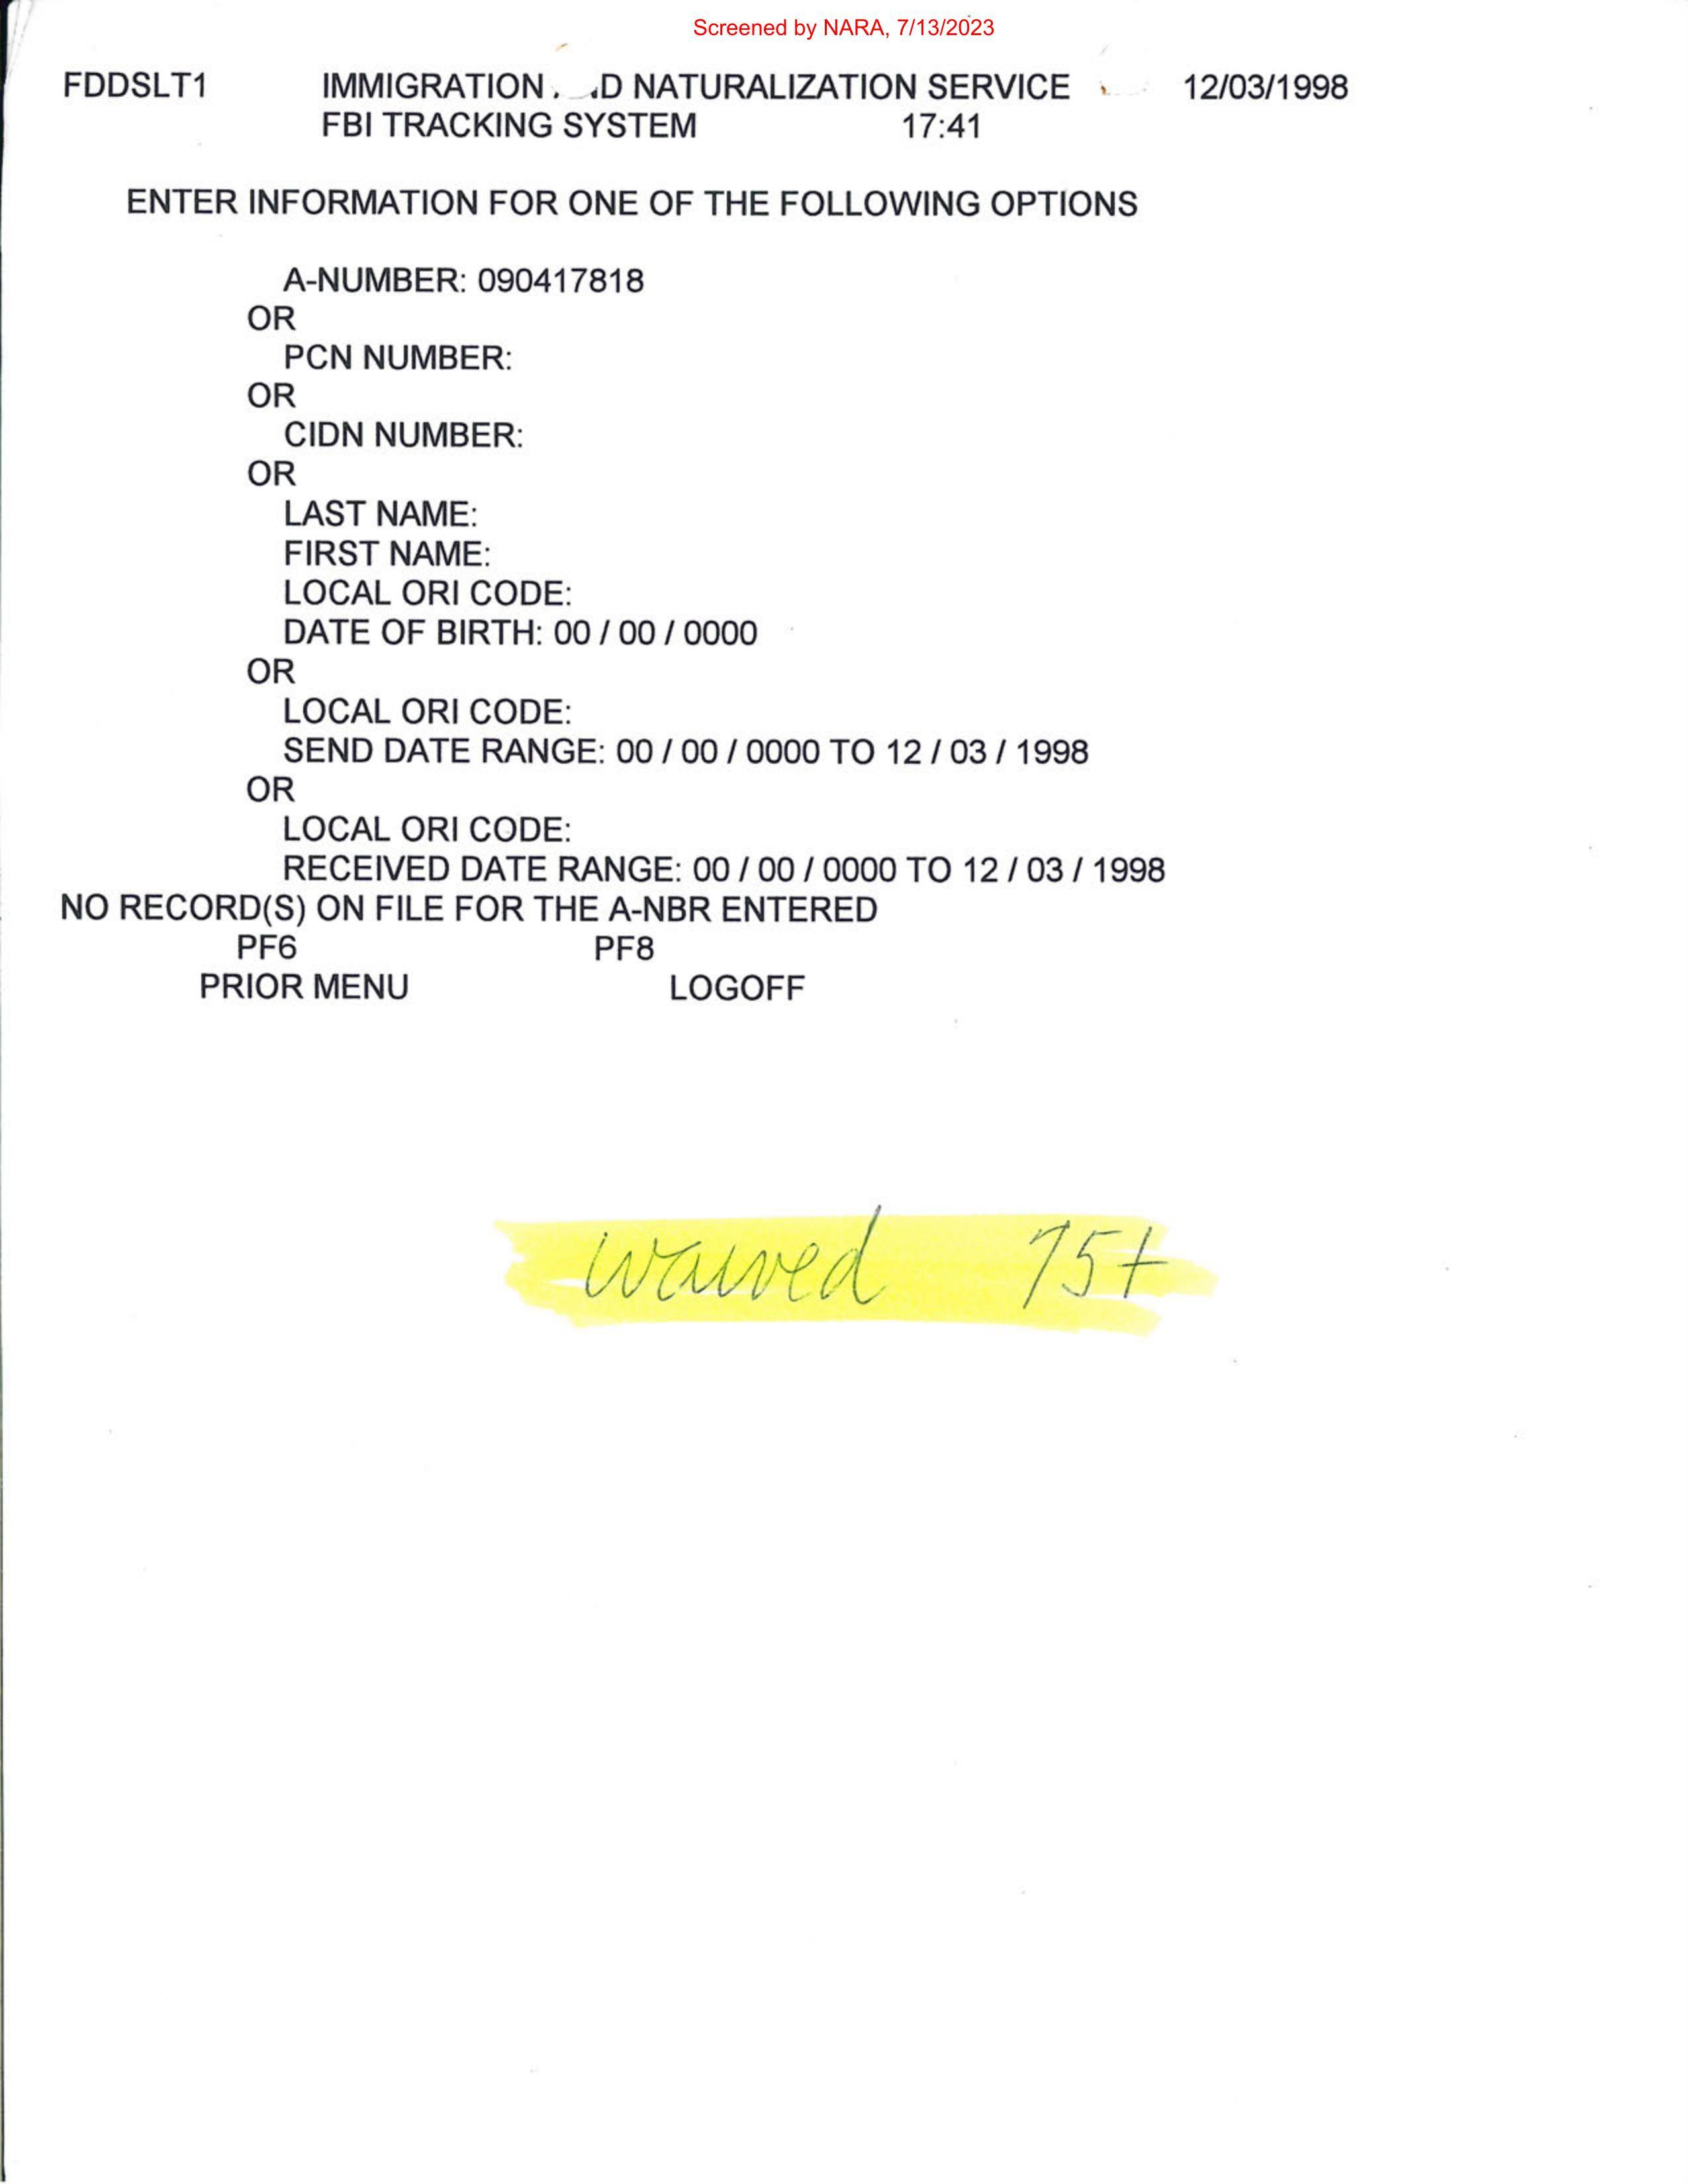 Screened by NARA, 7/13/2023
FDDSLT1 IMMIGRATION D NATURALIZATION SERVICE 12/03/1998
FBI TRACKING SYSTEM 17:41
ENTER INFORMATION FOR ONE OF THE FOLLOWING OPTIONS
A-NUMBER: 090417818
OR
PCN NUMBER:
OR
CIDN NUMBER:
OR
LAST NAME:
FIRST NAME:
LOCAL ORI CODE:
DATE OF BIRTH: 00 / 00 / 0000
OR
LOCAL ORI CODE:
SEND DATE RANGE: 00 / 00 / 0000 TO 12 / 03 / 1998
OR
LOCAL ORI CODE:
RECEIVED DATE RANGE: 00 / 00 / 0000 TO 12 / 03 / 1998
NO RECORD(S) ON FILE FOR THE A-NBR ENTERED
PF6 PF8
PRIOR MENU LOGOFF
waived 75+